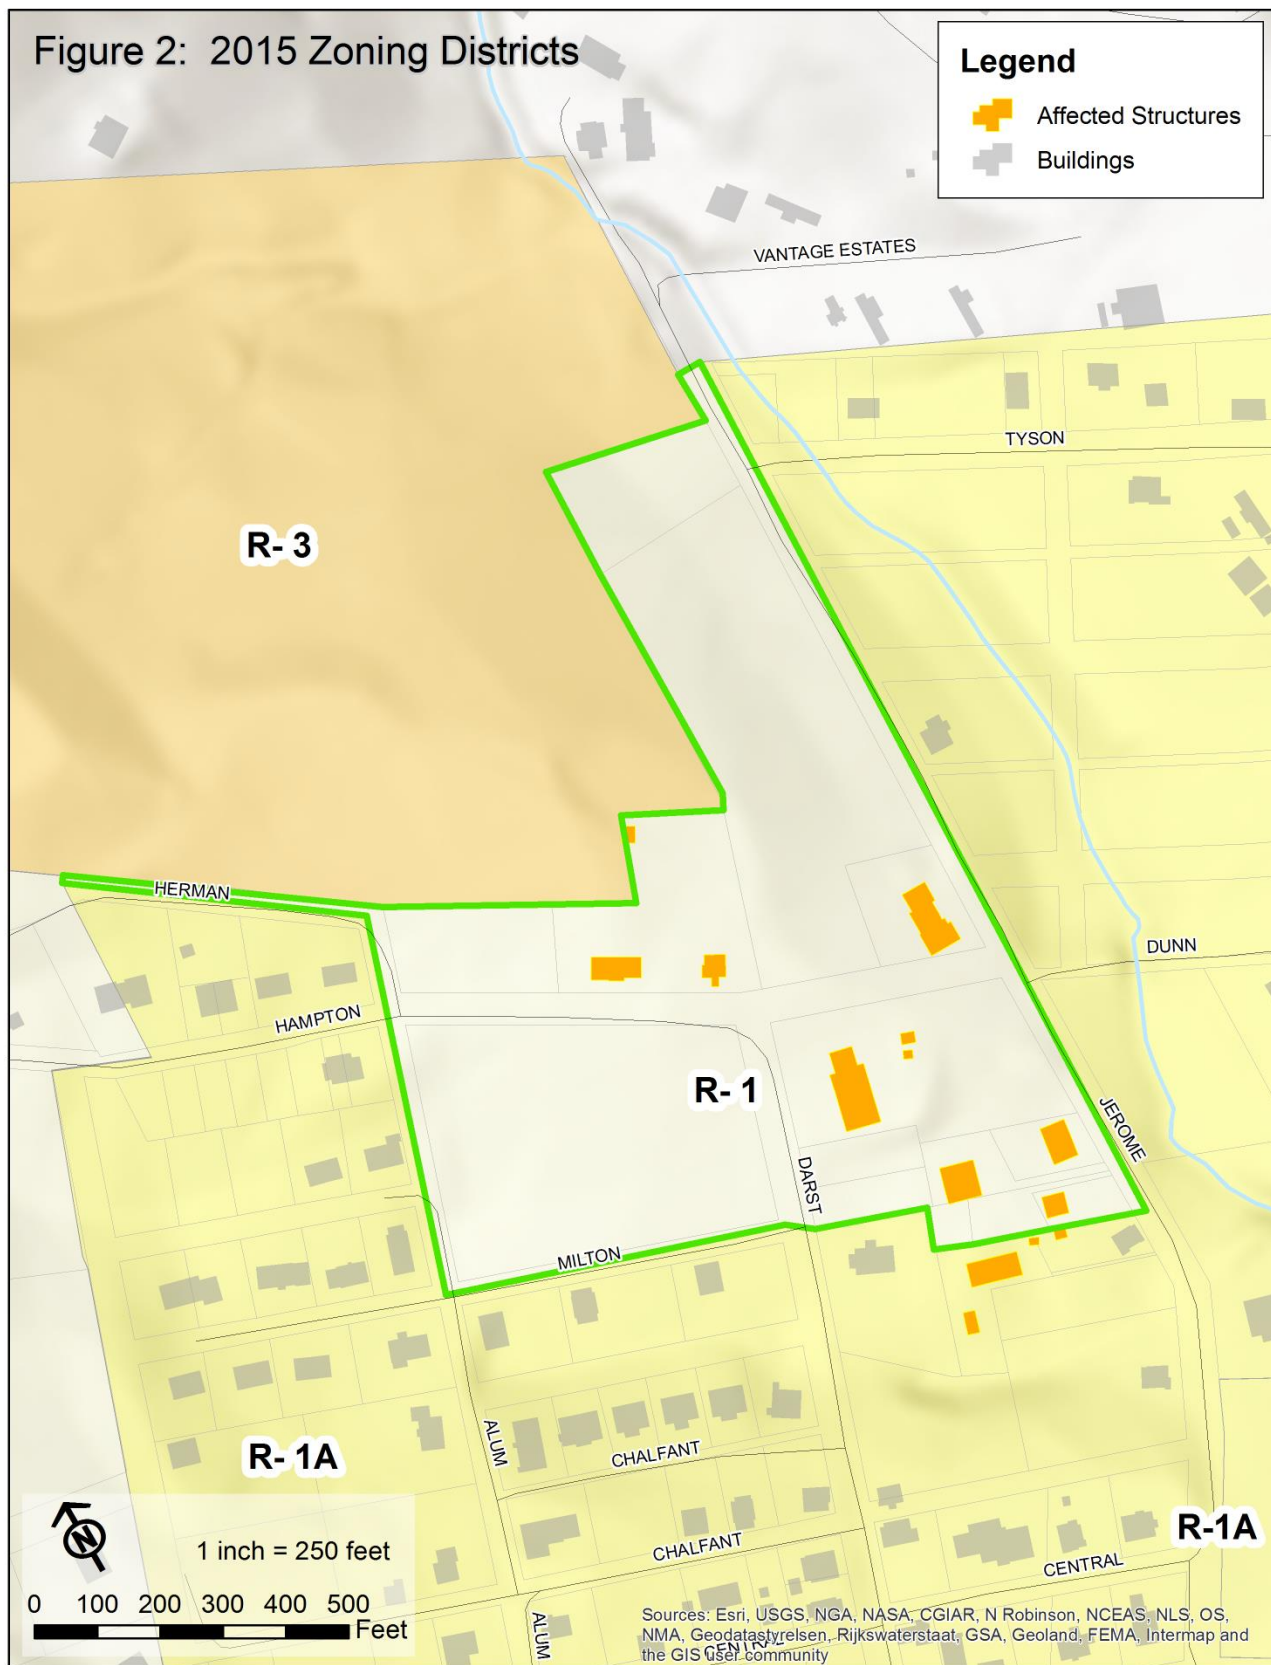 Figure 2: 2015 Zoning Districts
Legend
Affected Structures
Buildings
VANTAGE ESTATES
TYSON
R- 3
HERMAN
DUNN
HAMPTON
R- 1
JEROME
DARST
MILTON
ALUM
CHALFANT
R- 1A
R-1A
CHALFANT
CENTRAL
N
1 inch = 250 feet
0 100 200 300 400 500
Feet
ALUM
CENTRAL
Sources: Esri, USGS, NGA, NASA, CGIAR, N Robinson, NCEAS, NLS, OS,
NMA, Geodatastyrelsen, Rijkswaterstaat, GSA, Geoland, FEMA, Intermap and
the GIS user community